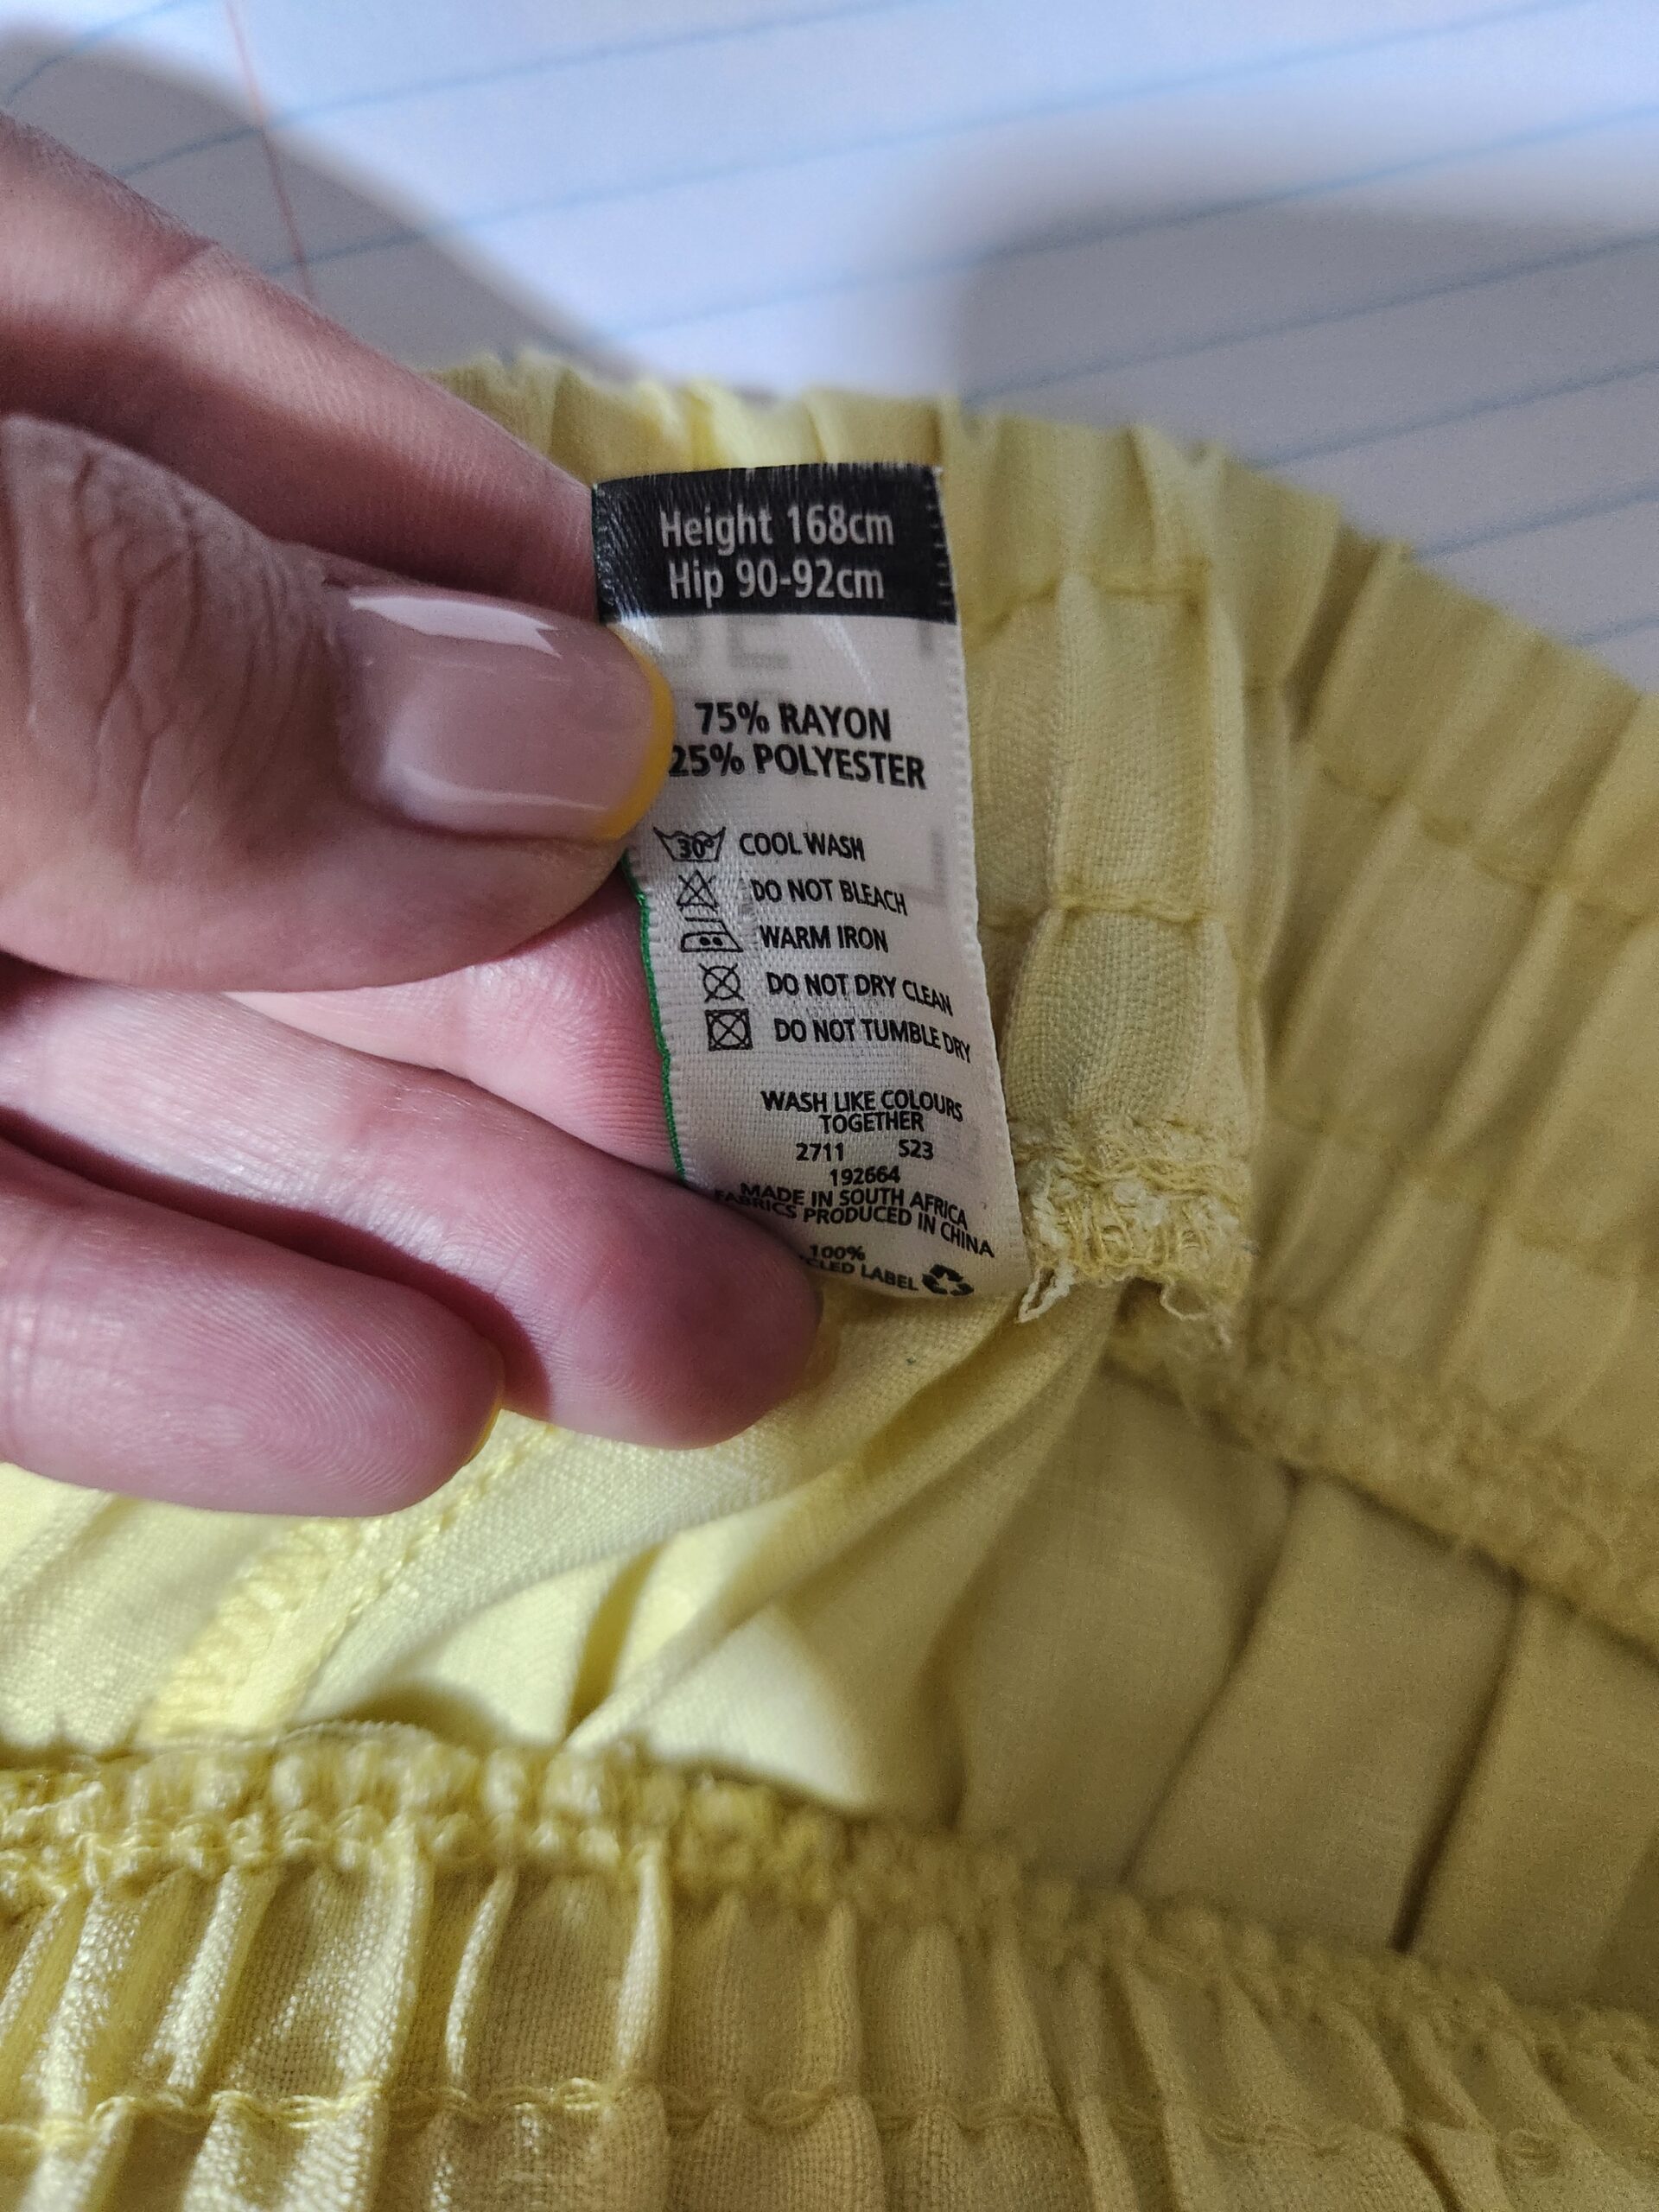 Height 168cm
Hip 90-92cm
75% RAYON
25% POLYESTER
30° COOL WASH
DO NOT BLEACH
WARM IRON
DO NOT DRY CLEAN
DO NOT TUMBLE DRY
WASH LIKE COLOURS
TOGETHER
2711 S23
192664
MADE IN SOUTH AFRICA
FABRICS PRODUCED IN CHINA
100%
LABEL